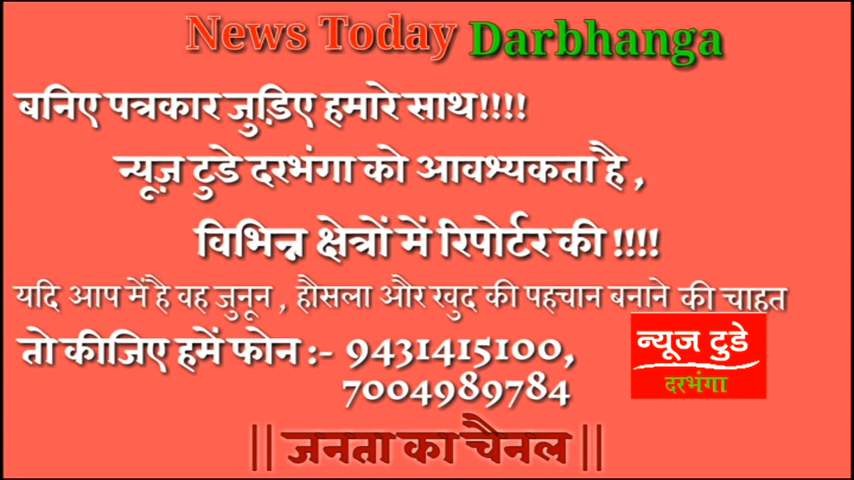 News Today Darbhanga
बनिए पत्रकार जुड़िए हमारे साथ!!!!
न्यूज़ टुडे दरभंगा को आवश्यकता है ,
विभिन्न क्षेत्रों में रिपोर्टर की !!!!
यदि आप में है वह जुनून , हौसला और खुद की पहचान बनाने की चाहत
तो कीजिए हमें फोन :- 9431415100,
7004989784
न्यूज टुडे
दरभंगा
|| जनता का चैनल ||